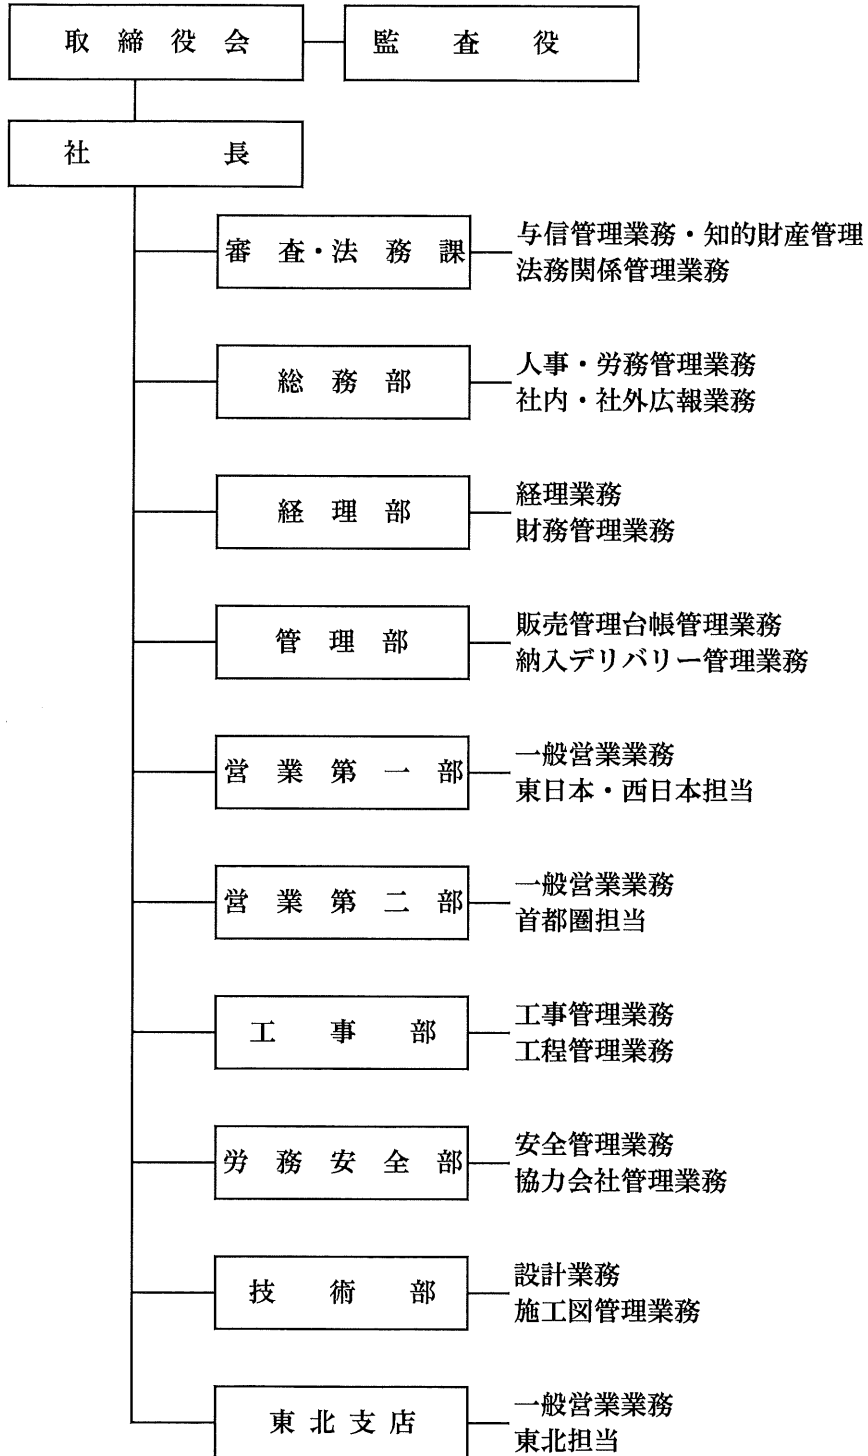 取締役会
監査役
社長
審査・法務課
与信管理業務・知的財産管理
法務関係管理業務
総務部
人事・労務管理業務
社内・社外広報業務
経理部
経理業務
財務管理業務
管理部
販売管理台帳管理業務
納入デリバリー管理業務
営業第一部
一般営業業務
東日本・西日本担当
営業第二部
一般営業業務
首都圏担当
工事部
工事管理業務
工程管理業務
労務安全部
安全管理業務
協力会社管理業務
技術部
設計業務
施工図管理業務
東北支店
一般営業業務
東北担当